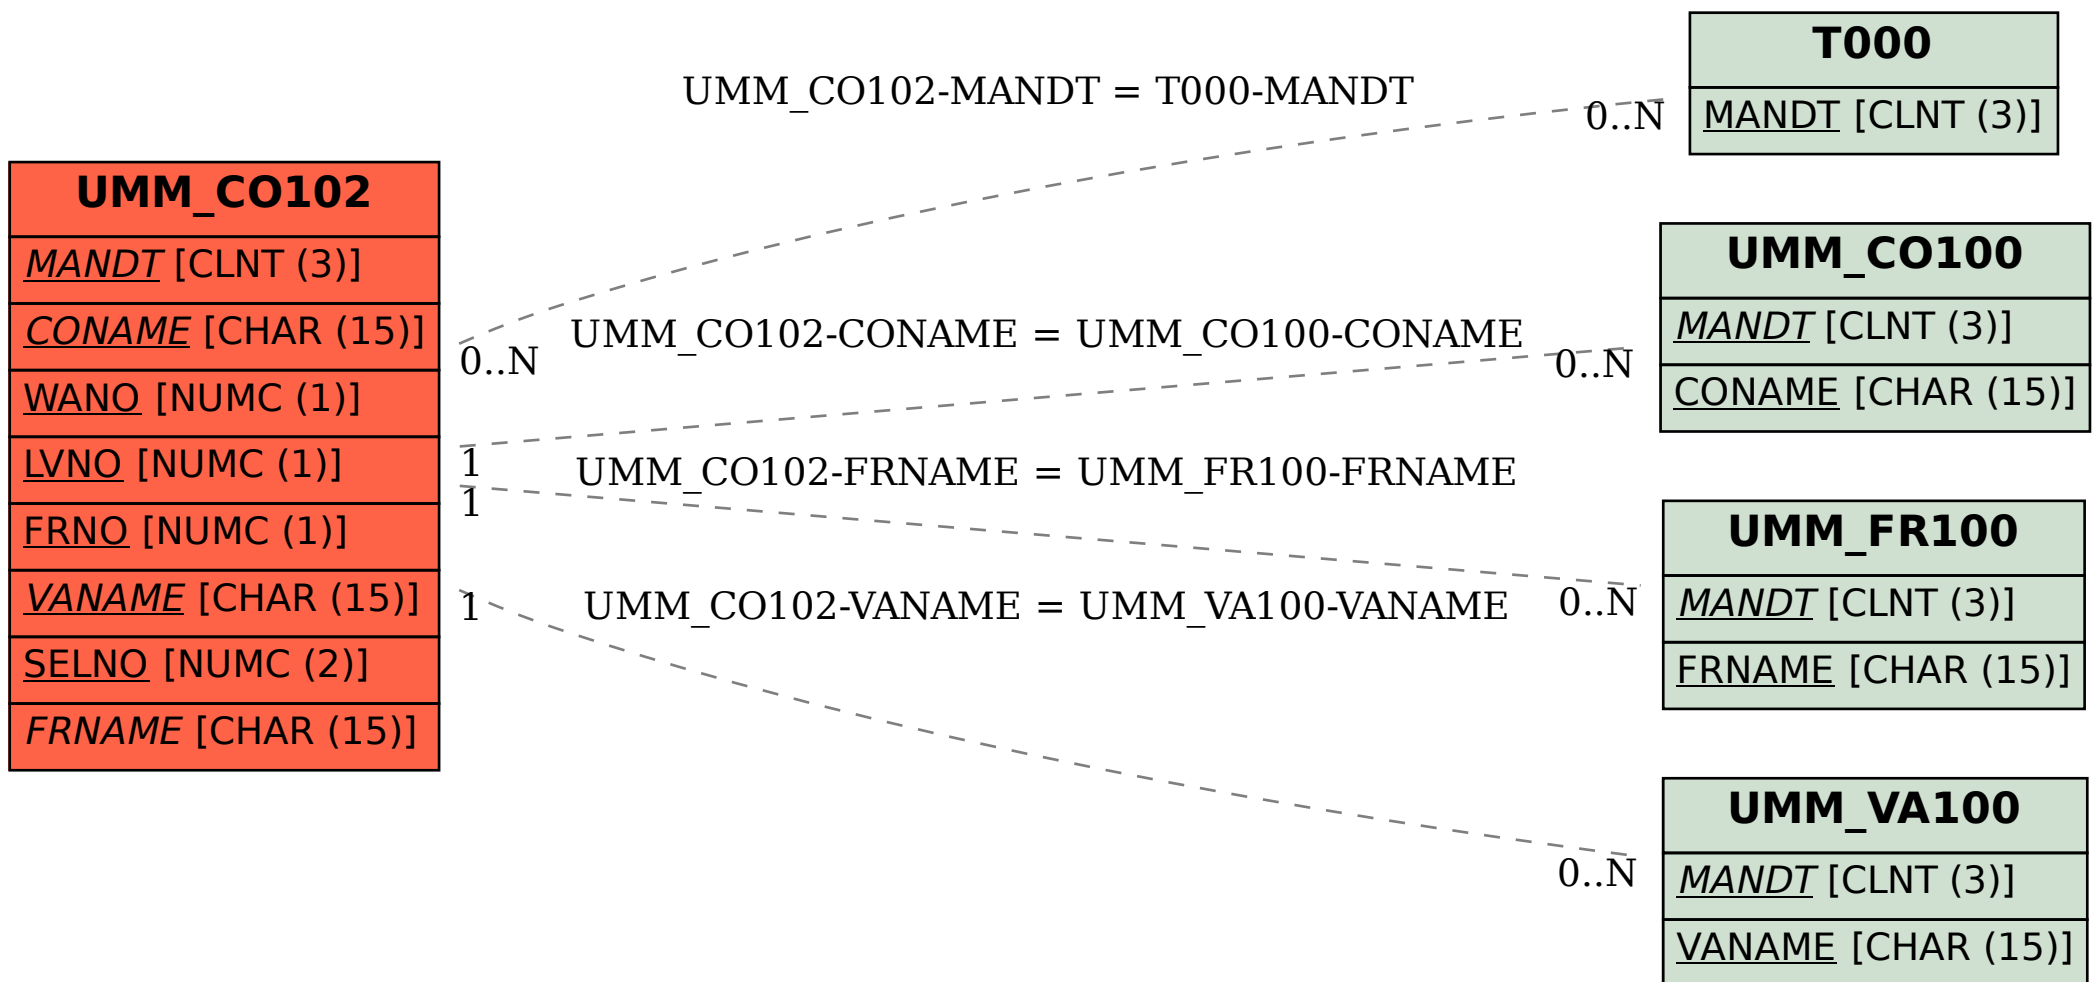 UMM_CO102
MANDT [CLNT (3)]
CONAME [CHAR (15)]
WANO [NUMC (1)]
LVNO [NUMC (1)]
FRNO [NUMC (1)]
VANAME [CHAR (15)]
SELNO [NUMC (2)]
FRNAME [CHAR (15)]
UMM_CO102-MANDT = T000-MANDT
0..N
0..N
UMM_CO102-CONAME = UMM_CO100-CONAME
1
0..N
UMM_CO102-FRNAME = UMM_FR100-FRNAME
1
0..N
UMM_CO102-VANAME = UMM_VA100-VANAME
1
0..N
T000
MANDT [CLNT (3)]
UMM_CO100
MANDT [CLNT (3)]
CONAME [CHAR (15)]
UMM_FR100
MANDT [CLNT (3)]
FRNAME [CHAR (15)]
UMM_VA100
MANDT [CLNT (3)]
VANAME [CHAR (15)]